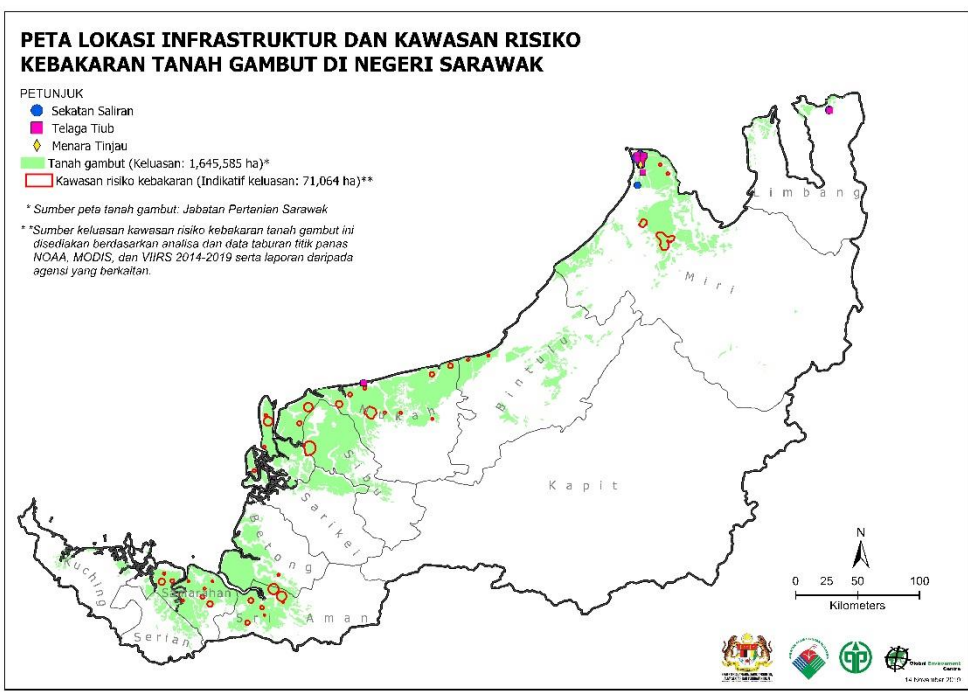 PETA LOKASI INFRASTRUKTUR DAN KAWASAN RISIKO
KEBAKARAN TANAH GAMBUT DI NEGERI SARAWAK
PETUNJUK
Sekatan Saliran
Telaga Tiub
Menara Tinjau
Tanah gambut (Keluasan: 1,645,585 ha)*
Kawasan risiko kebakaran (Indikatif keluasan: 71,064 ha)**
* Sumber peta tanah gambut: Jabatan Pertanian Sarawak
* *Sumber keluasan kawasan risiko kebakaran tanah gambut ini
disediakan berdasarkan analisa dan data taburan titik panas
NOAA, MODIS, dan VIIRS 2014-2019 serta laporan daripada
agensi yang berkaitan.
Limbang
Miri
Bintulu
Mukah
Sibu
Kapit
Sarikei
Betong
Kuching
Samarahan
Sri Aman
Serian
N
0 25 50 100
Kilometers
Global Environment
Centre
14 November 2019